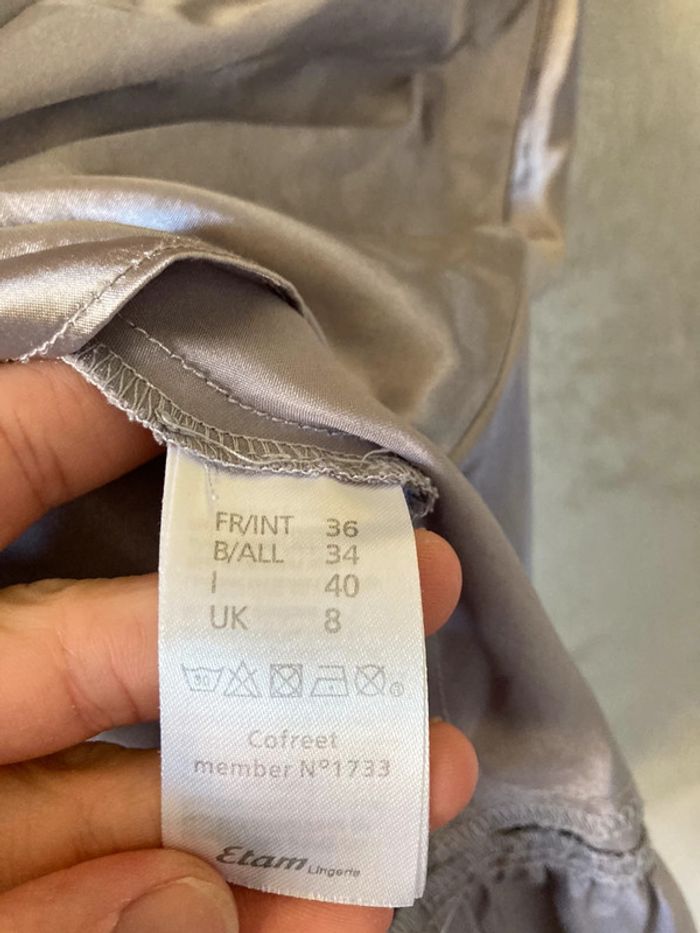 FR/INT 36
B/ALL 34
I 40
UK 8
Cofreet
member N°1733
Etam Lingerie